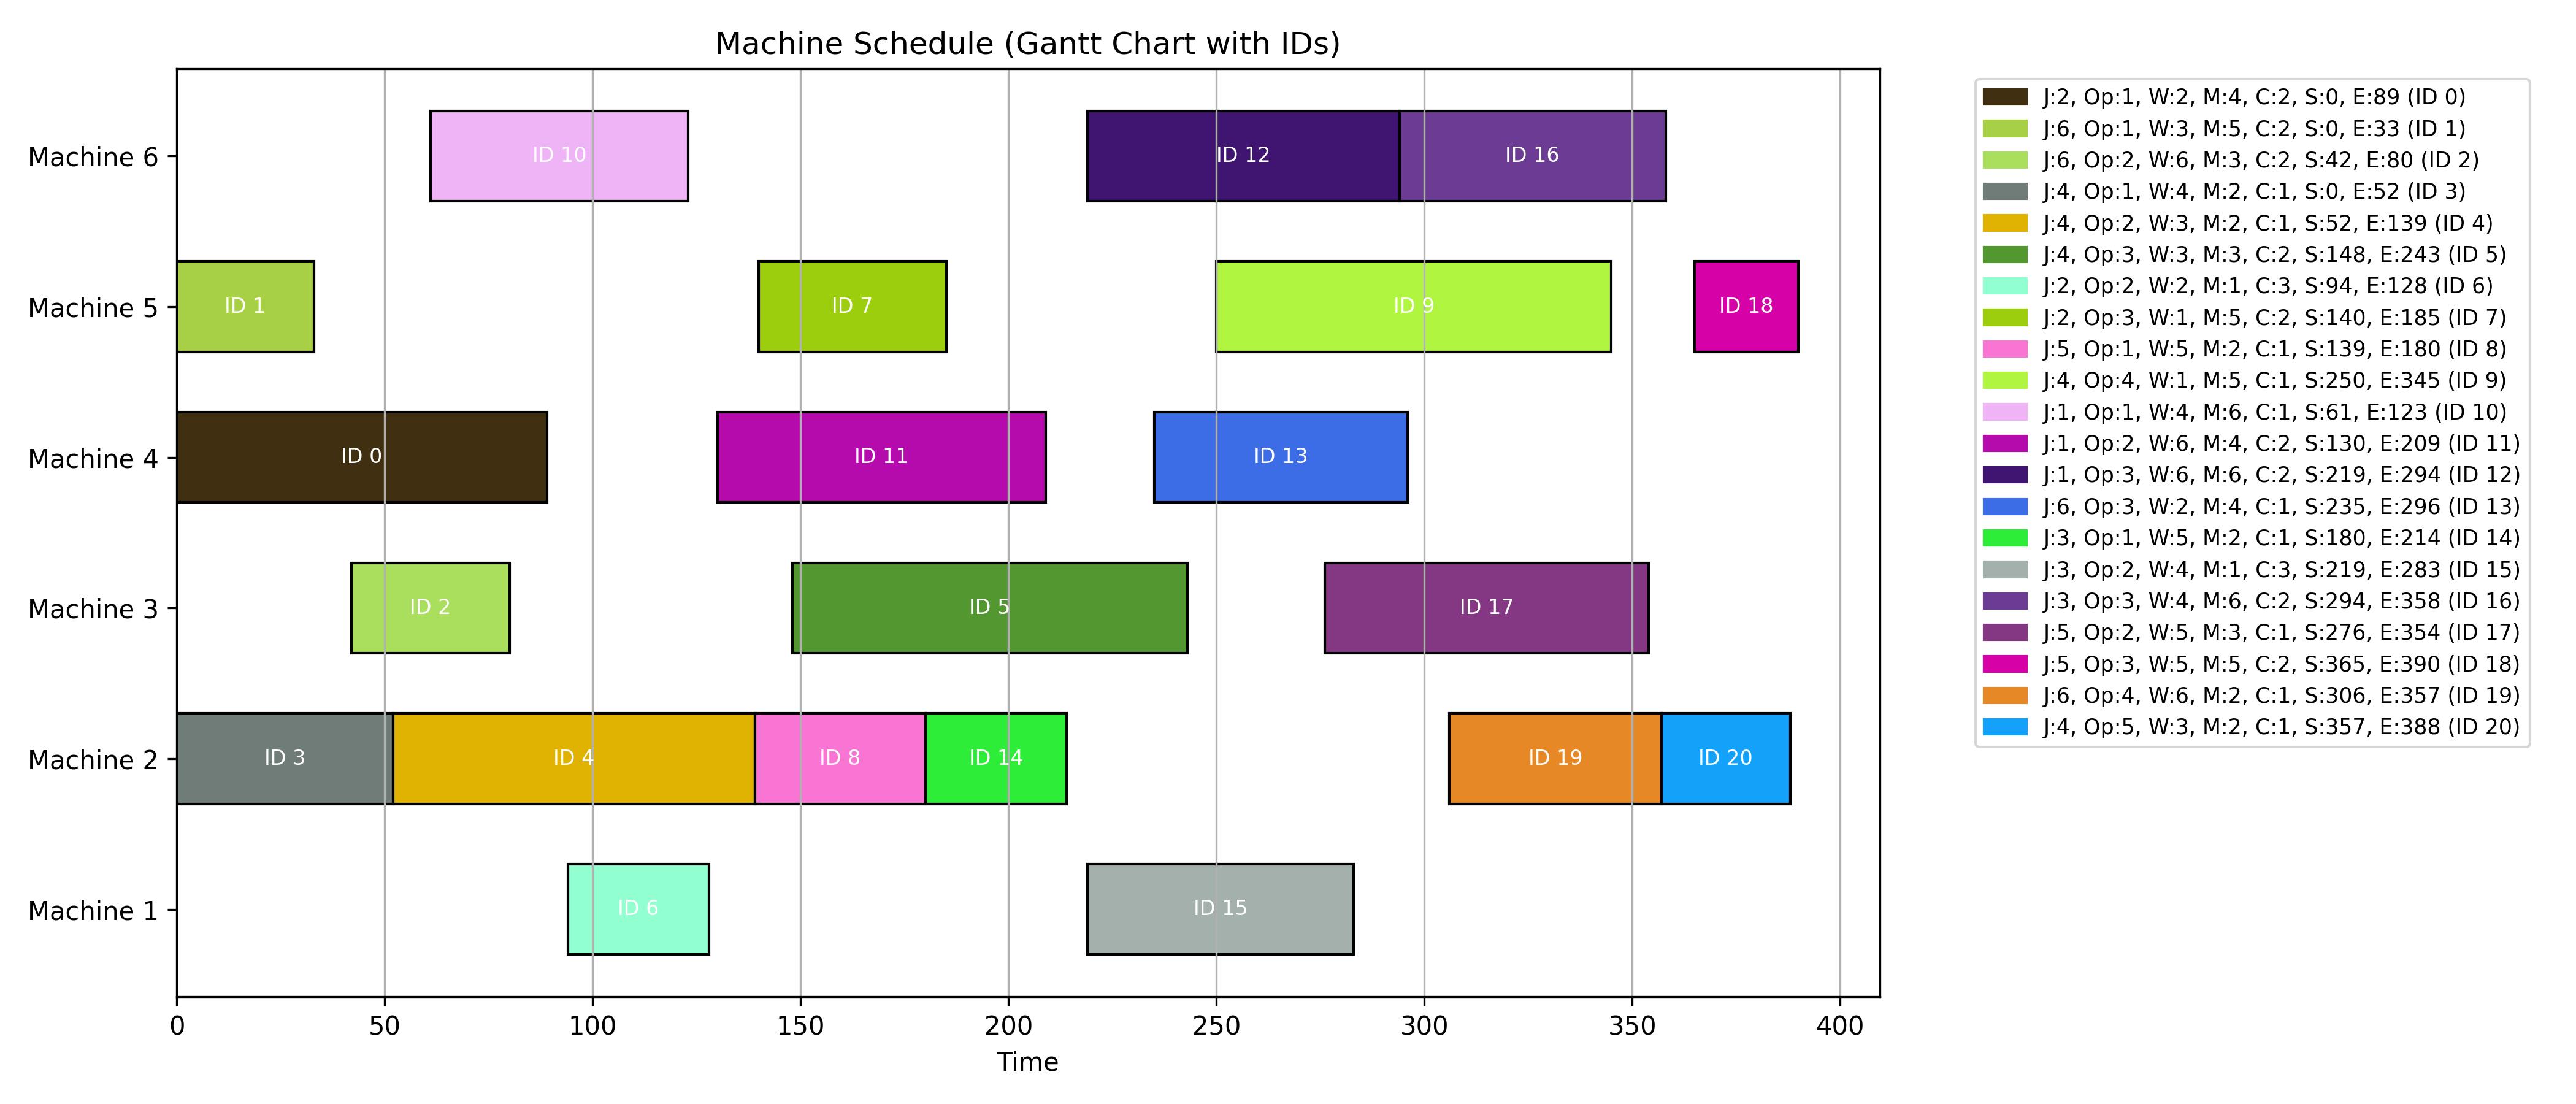 Machine Schedule (Gantt Chart with IDs)
Machine 6
ID 10
ID 12
ID 16
Machine 5
ID 1
ID 7
ID 9
ID 18
Machine 4
ID 0
ID 11
ID 13
Machine 3
ID 2
ID 5
ID 17
Machine 2
ID 3
ID 4
ID 8
ID 14
ID 19
ID 20
Machine 1
ID 6
ID 15
0 50 100 150 200 250 300 350 400
Time
J:2, Op:1, W:2, M:4, C:2, S:0, E:89 (ID 0)
J:6, Op:1, W:3, M:5, C:2, S:0, E:33 (ID 1)
J:6, Op:2, W:6, M:3, C:2, S:42, E:80 (ID 2)
J:4, Op:1, W:4, M:2, C:1, S:0, E:52 (ID 3)
J:4, Op:2, W:3, M:2, C:1, S:52, E:139 (ID 4)
J:4, Op:3, W:3, M:3, C:2, S:148, E:243 (ID 5)
J:2, Op:2, W:2, M:1, C:3, S:94, E:128 (ID 6)
J:2, Op:3, W:1, M:5, C:2, S:140, E:185 (ID 7)
J:5, Op:1, W:5, M:2, C:1, S:139, E:180 (ID 8)
J:4, Op:4, W:1, M:5, C:1, S:250, E:345 (ID 9)
J:1, Op:1, W:4, M:6, C:1, S:61, E:123 (ID 10)
J:1, Op:2, W:6, M:4, C:2, S:130, E:209 (ID 11)
J:1, Op:3, W:6, M:6, C:2, S:219, E:294 (ID 12)
J:6, Op:3, W:2, M:4, C:1, S:235, E:296 (ID 13)
J:3, Op:1, W:5, M:2, C:1, S:180, E:214 (ID 14)
J:3, Op:2, W:4, M:1, C:3, S:219, E:283 (ID 15)
J:3, Op:3, W:4, M:6, C:2, S:294, E:358 (ID 16)
J:5, Op:2, W:5, M:3, C:1, S:276, E:354 (ID 17)
J:5, Op:3, W:5, M:5, C:2, S:365, E:390 (ID 18)
J:6, Op:4, W:6, M:2, C:1, S:306, E:357 (ID 19)
J:4, Op:5, W:3, M:2, C:1, S:357, E:388 (ID 20)